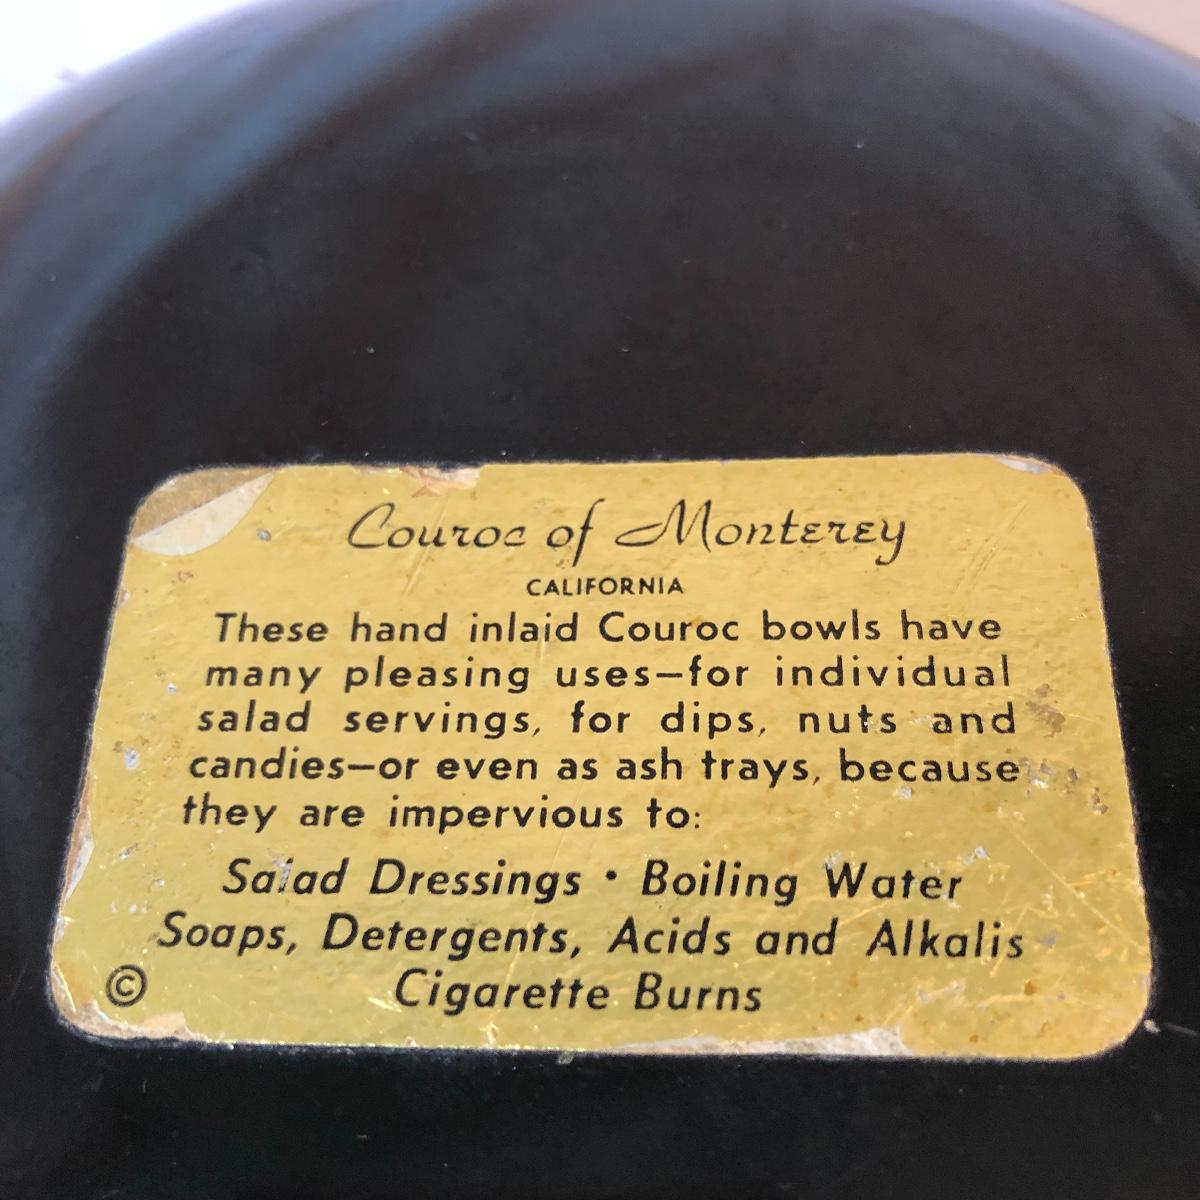 Couroc of Monterey
CALIFORNIA
These hand inlaid Couroc bowls have
many pleasing uses—for individual
salad servings, for dips, nuts and
candies—or even as ash trays, because
they are impervious to:
Salad Dressings • Boiling Water
Soaps, Detergents, Acids and Alkalis
© Cigarette Burns